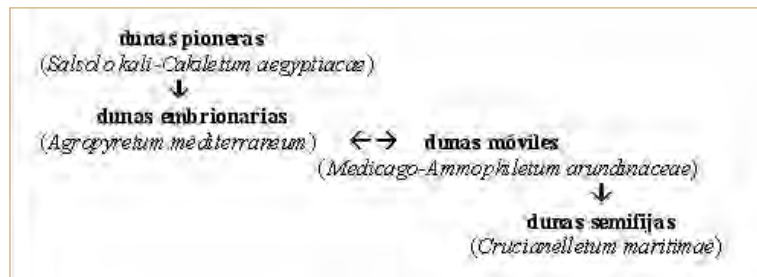 dunas pioneras
(Salsolo kali-Cakiletum aegyptiacae)
↓
dunas embrionarias
(Agropyretum mediterraneum) ←→ dunas móviles
(Medicago-Ammophiletum arundinaceae)
↓
dunas semifijas
(Crucianelletum maritimae)